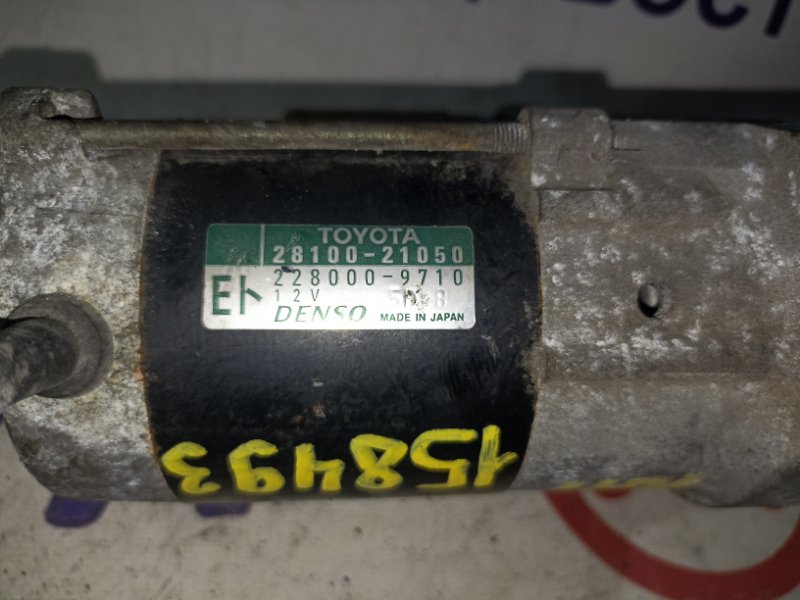 TOYOTA
28100-21050
228000-9710
12V
DENSO MADE IN JAPAN
158493